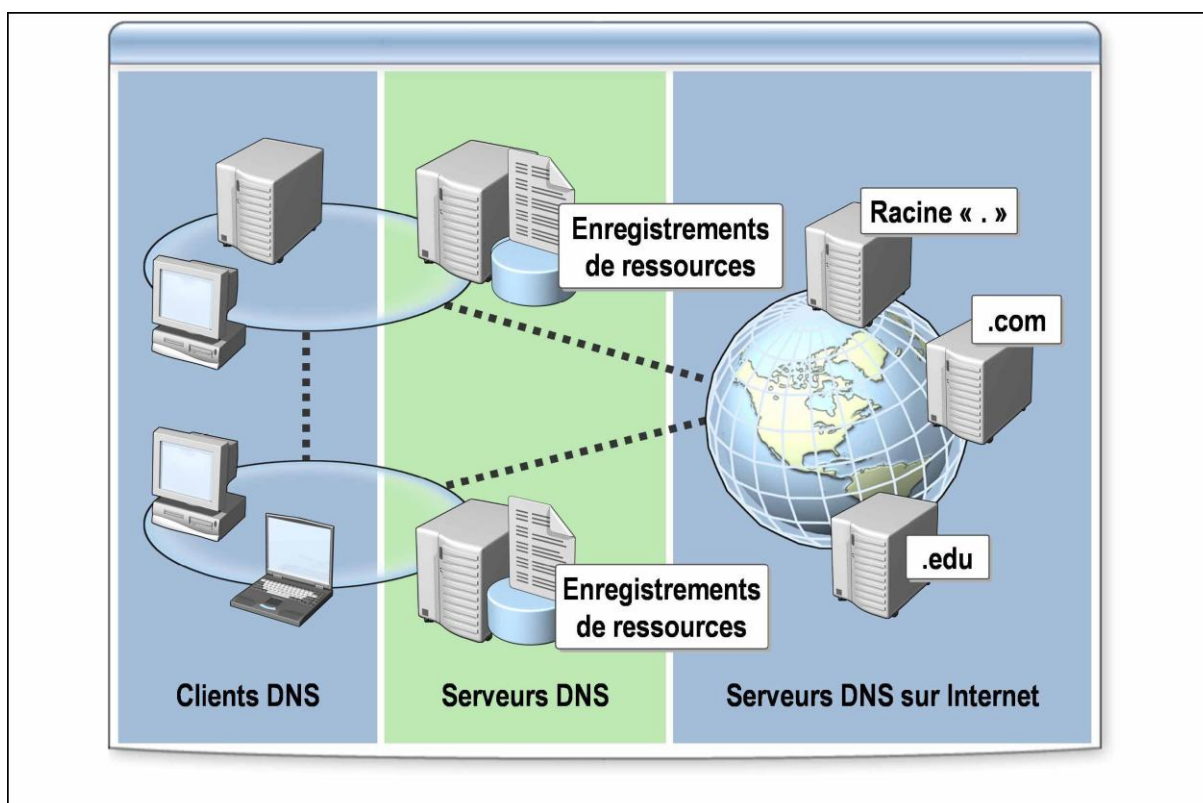 Racine « . »
Enregistrements
de ressources
.com
.edu
Enregistrements
de ressources
Clients DNS
Serveurs DNS
Serveurs DNS sur Internet